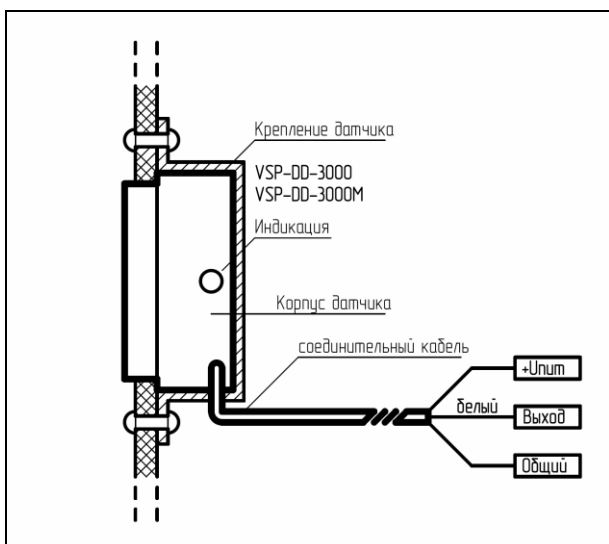 Крепление датчика
VSP-DD-3000
VSP-DD-3000M
Индикация
Корпус датчика
соединительный кабель
+Uпит
белый
Выход
Общий